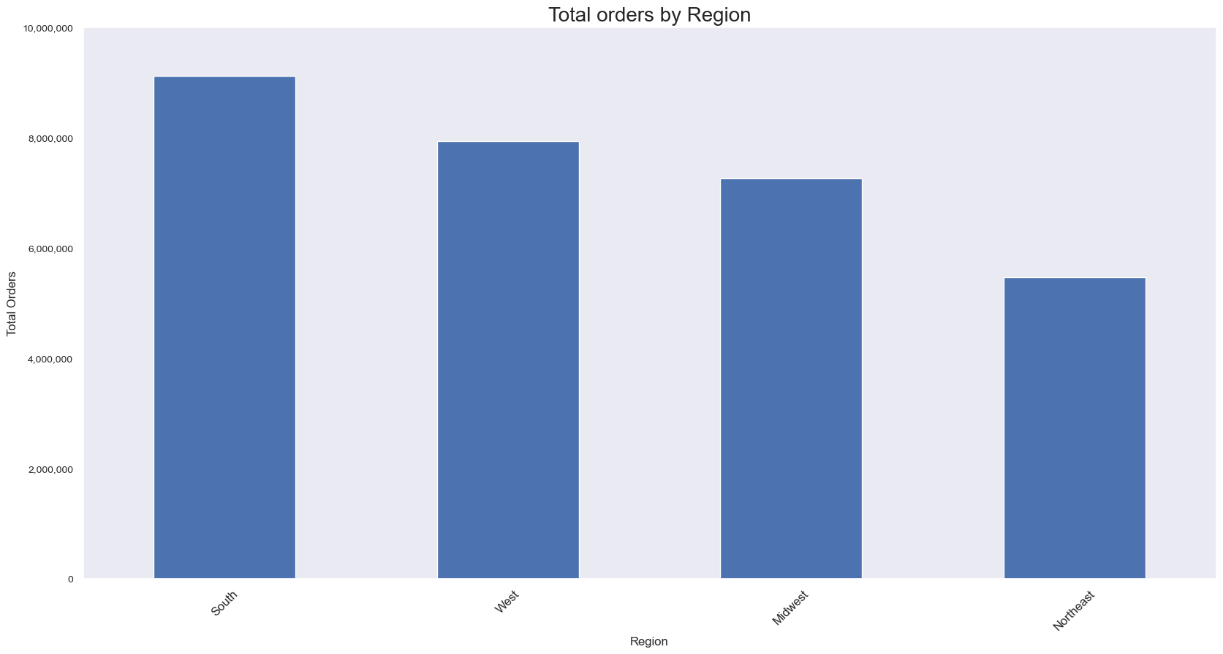 Total orders by Region
Total Orders
10,000,000
8,000,000
6,000,000
4,000,000
2,000,000
0
South
West
Midwest
Northeast
Region